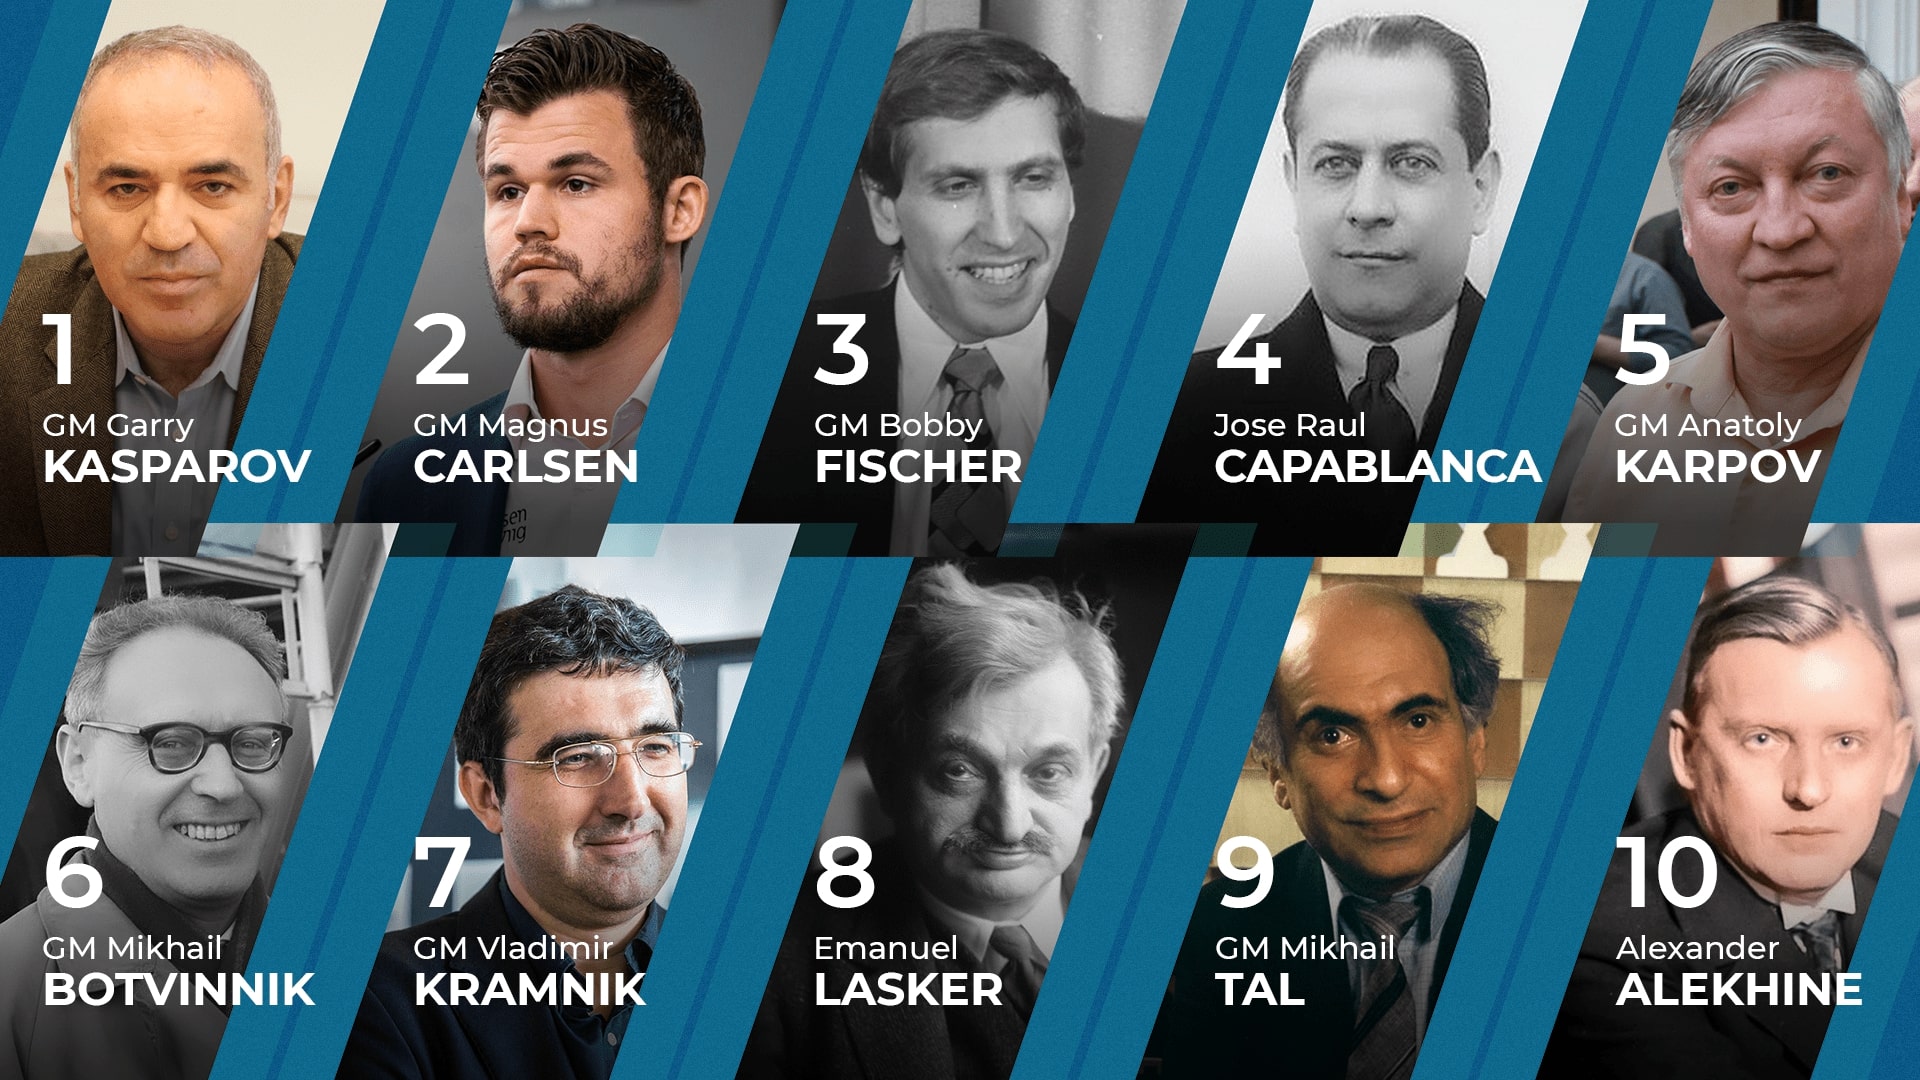 1
GM Garry
KASPAROV
2
GM Magnus
CARLSEN
3
GM Bobby
FISCHER
4
Jose Raul
CAPABLANCA
5
GM Anatoly
KARPOV
6
GM Mikhail
BOTVINNIK
7
GM Vladimir
KRAMNIK
8
Emanuel
LASKER
9
GM Mikhail
TAL
10
Alexander
ALEKHINE